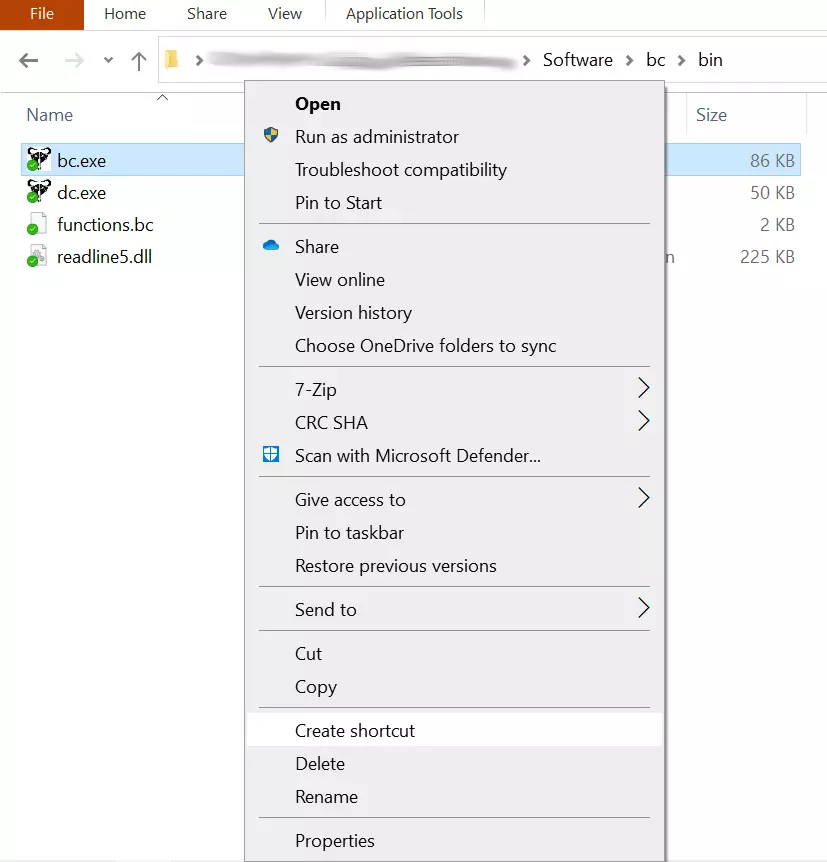 File Home Share View Application Tools
Software bc bin
Name Size
bc.exe 86 KB
dc.exe 50 KB
functions.bc 2 KB
readline5.dll n 225 KB
Open
Run as administrator
Troubleshoot compatibility
Pin to Start
Share
View online
Version history
Choose OneDrive folders to sync
7-Zip
CRC SHA
Scan with Microsoft Defender...
Give access to
Pin to taskbar
Restore previous versions
Send to
Cut
Copy
Create shortcut
Delete
Rename
Properties